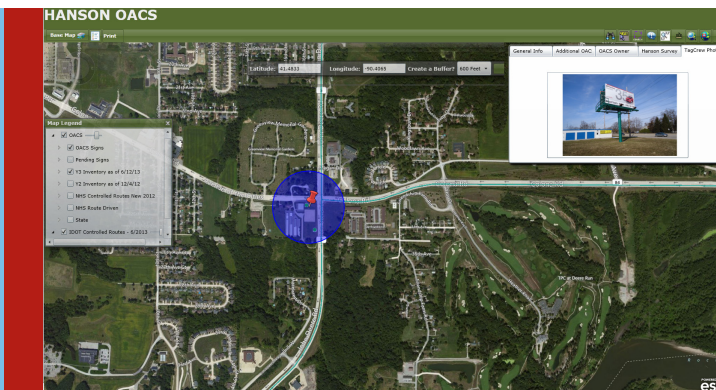 HANSON OACS
Base Map
Print
Latitude: 41.4833 Longitude: -90.4069 Create a Buffer? 600 Feet
General Info Additional OAC OACS Owner Hanson Survey TagCrew Pho
Map Legend x
OACS
OACS Signs
Pending Signs
Y3 Inventory as of 6/12/13
Y2 Inventory as of 12/4/12
NHS Controlled Routes New 2012
NHS Route Driven
State
IDOT Controlled Routes - 6/2013
TPC at Deere Run
POWERED
es